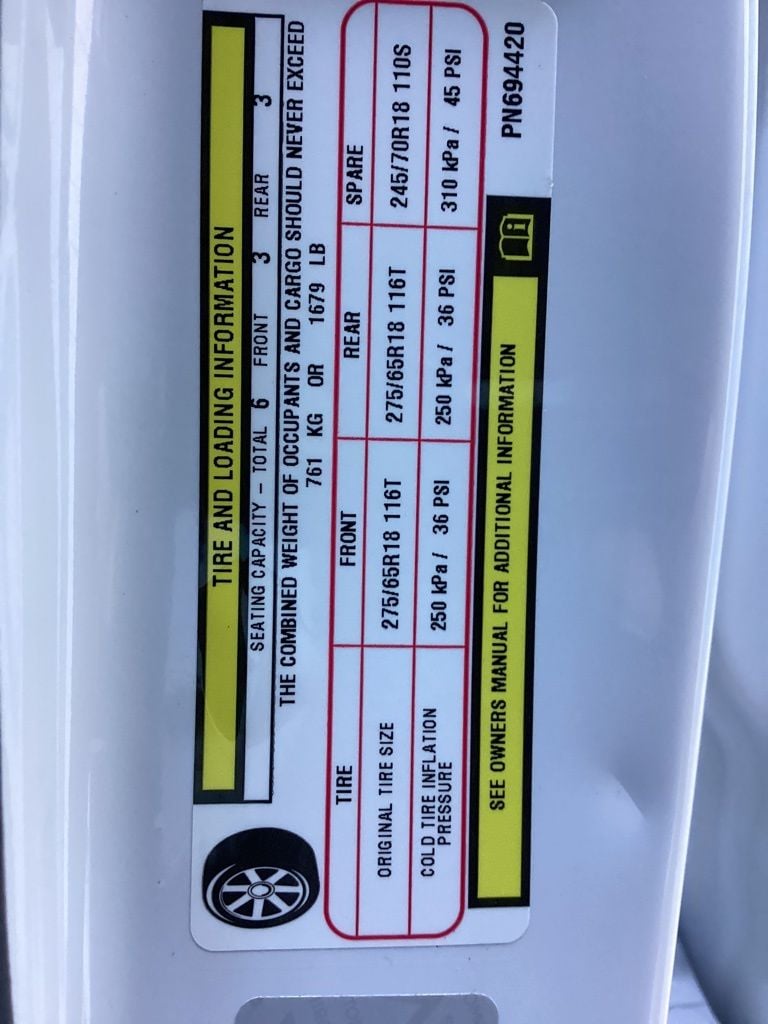 TIRE AND LOADING INFORMATION
SEATING CAPACITY – TOTAL 6 FRONT 3 REAR 3
THE COMBINED WEIGHT OF OCCUPANTS AND CARGO SHOULD NEVER EXCEED
761 KG OR 1679 LB
TIRE FRONT REAR SPARE
ORIGINAL TIRE SIZE 275/65R18 116T 275/65R18 116T 245/70R18 110S
COLD TIRE INFLATION PRESSURE 250 kPa / 36 PSI 250 kPa / 36 PSI 310 kPa / 45 PSI
SEE OWNERS MANUAL FOR ADDITIONAL INFORMATION
PN694420